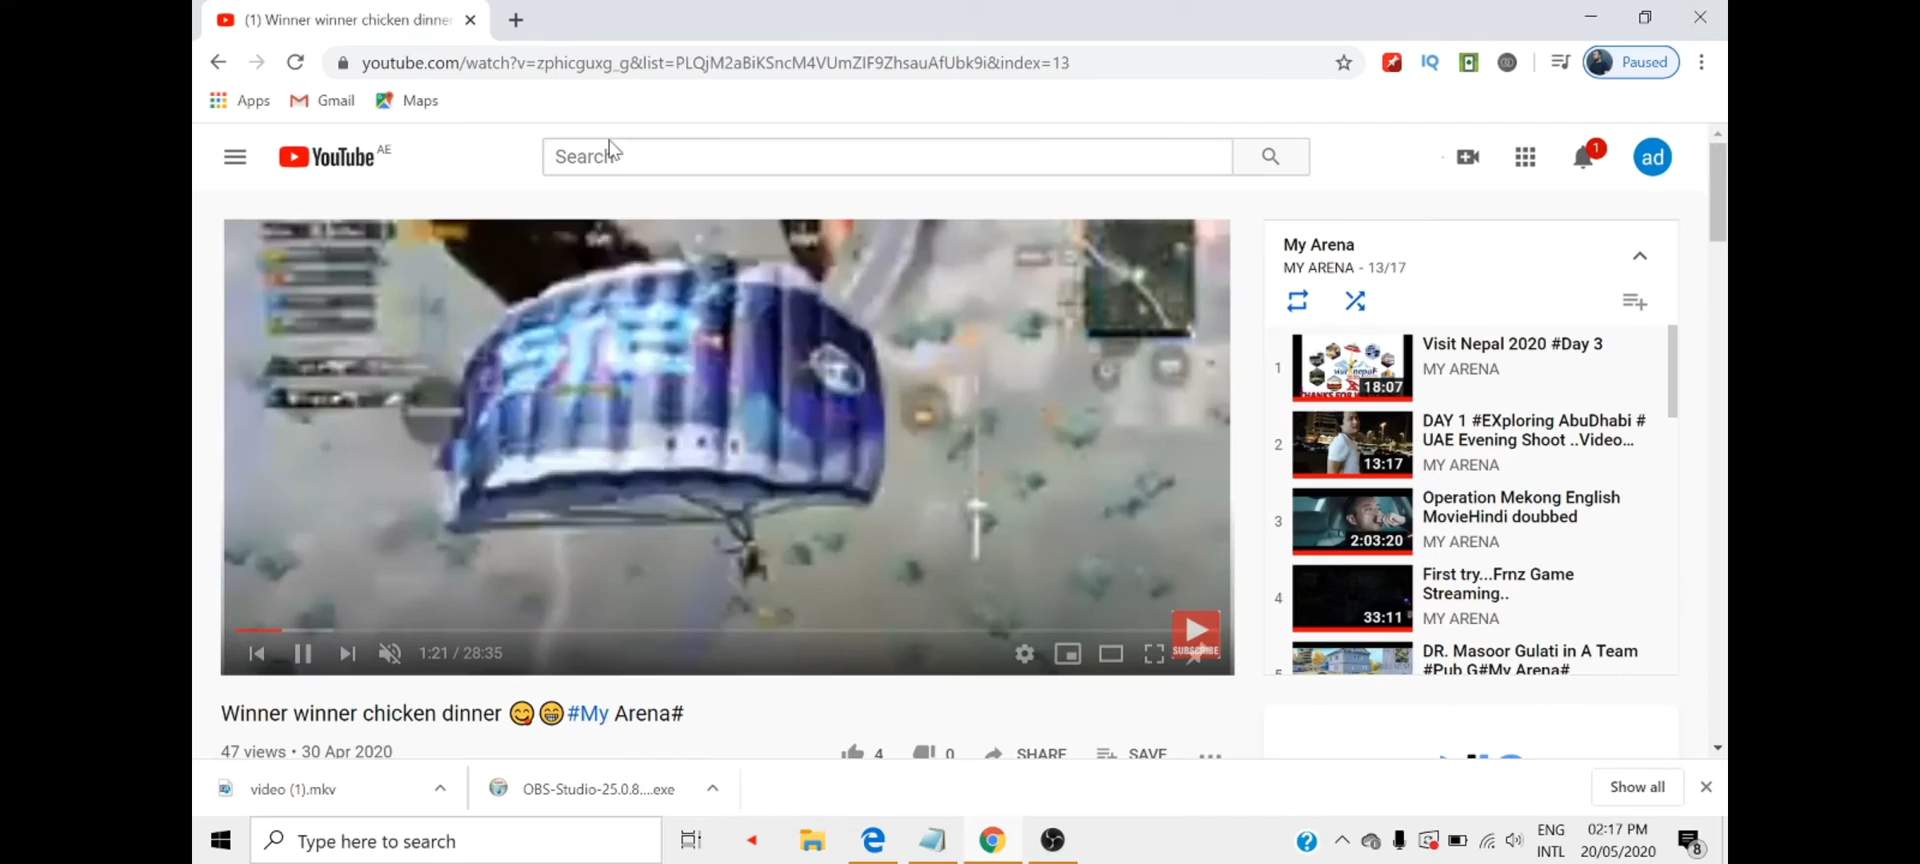 (1) Winner winner chicken dinne
youtube.com/watch?v=zphicguxg_g&list=PLQjM2aBiKSncM4VUmZIF9ZhsauAfUbk9i&index=13
IQ
Paused
Apps
Gmail
Maps
YouTube AE
Search
1
ad
My Arena
MY ARENA - 13/17
1
Visit Nepal 2020 #Day 3
MY ARENA
18:07
2
DAY 1 #EXploring AbuDhabi #
UAE Evening Shoot ..Video...
MY ARENA
13:17
3
Operation Mekong English
MovieHindi doubbed
MY ARENA
2:03:20
4
First try...Frnz Game
Streaming..
MY ARENA
33:11
DR. Masoor Gulati in A Team
#Pub G#My Arena#
SUBSCRIBE
1:21 / 28:35
Winner winner chicken dinner 😋😁#My Arena#
47 views • 30 Apr 2020
4
0
SHARE
SAVE
video (1).mkv
OBS-Studio-25.0.8....exe
Show all
Type here to search
ENG
INTL
02:17 PM
20/05/2020
8